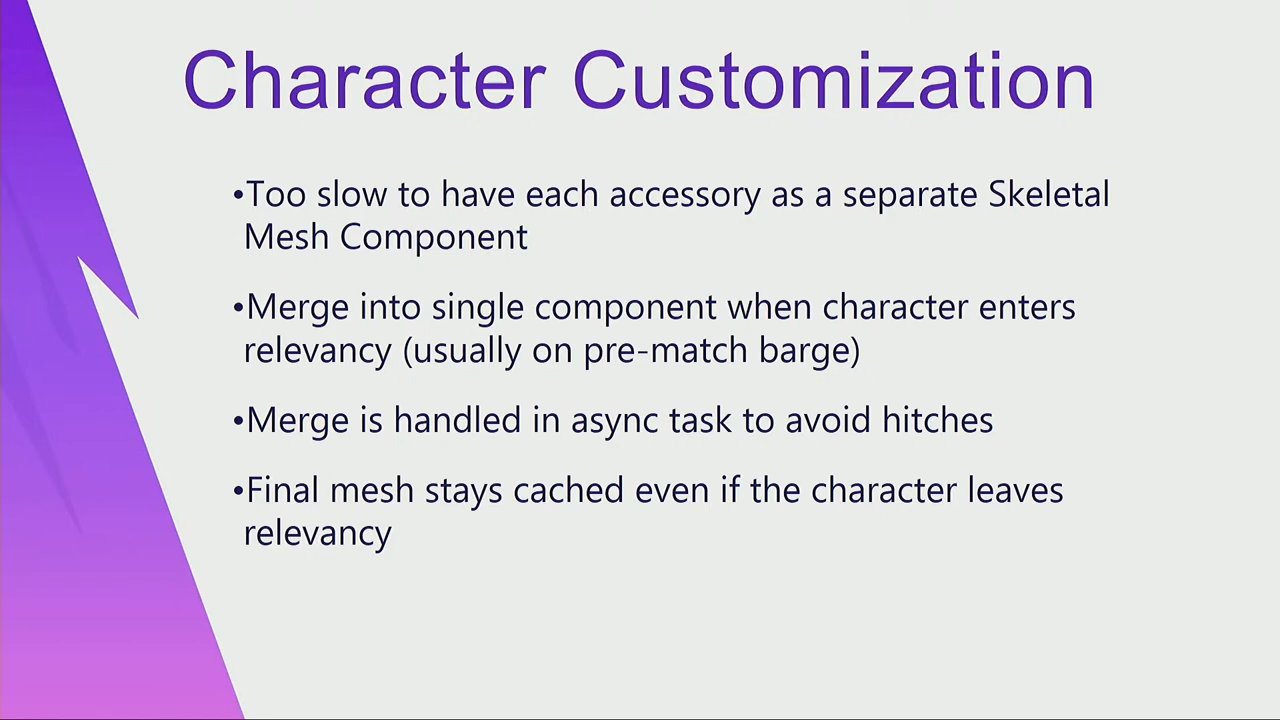 Character Customization
•Too slow to have each accessory as a separate Skeletal
Mesh Component
•Merge into single component when character enters
relevancy (usually on pre-match barge)
•Merge is handled in async task to avoid hitches
•Final mesh stays cached even if the character leaves
relevancy